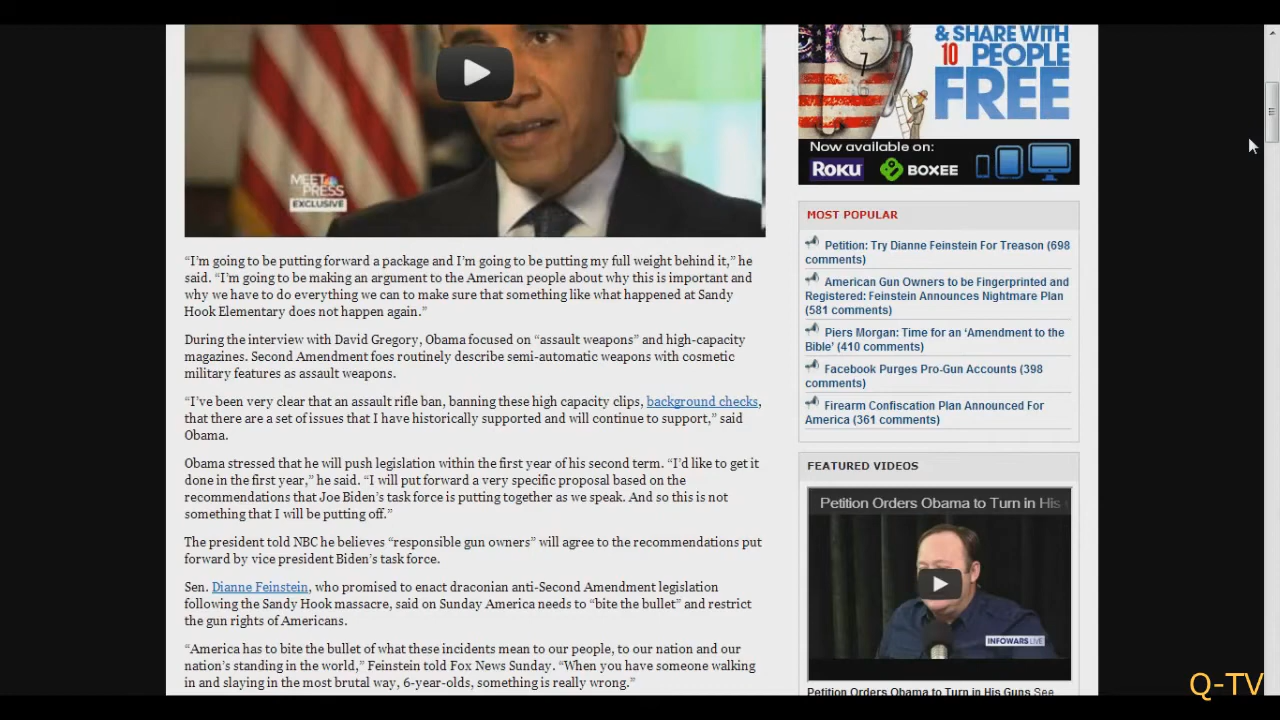 MEET
THE PRESS
EXCLUSIVE
“I’m going to be putting forward a package and I’m going to be putting my full weight behind it,” he
said. “I’m going to be making an argument to the American people about why this is important and
why we have to do everything we can to make sure that something like what happened at Sandy
Hook Elementary does not happen again.”
During the interview with David Gregory, Obama focused on “assault weapons” and high-capacity
magazines. Second Amendment foes routinely describe semi-automatic weapons with cosmetic
military features as assault weapons.
“I’ve been very clear that an assault rifle ban, banning these high capacity clips, background checks,
that there are a set of issues that I have historically supported and will continue to support,” said
Obama.
Obama stressed that he will push legislation within the first year of his second term. “I’d like to get it
done in the first year,” he said. “I will put forward a very specific proposal based on the
recommendations that Joe Biden’s task force is putting together as we speak. And so this is not
something that I will be putting off.”
The president told NBC he believes “responsible gun owners” will agree to the recommendations put
forward by vice president Biden’s task force.
Sen. Dianne Feinstein, who promised to enact draconian anti-Second Amendment legislation
following the Sandy Hook massacre, said on Sunday America needs to “bite the bullet” and restrict
the gun rights of Americans.
“America has to bite the bullet of what these incidents mean to our people, to our nation and our
nation’s standing in the world,” Feinstein told Fox News Sunday. “When you have someone walking
in and slaying in the most brutal way, 6-year-olds, something is really wrong.”
& SHARE WITH
10 PEOPLE
FREE
Now available on:
ROKU BOXEE
MOST POPULAR
Petition: Try Dianne Feinstein For Treason (698
comments)
American Gun Owners to be Fingerprinted and
Registered: Feinstein Announces Nightmare Plan
(581 comments)
Piers Morgan: Time for an ‘Amendment to the
Bible’ (410 comments)
Facebook Purges Pro-Gun Accounts (398
comments)
Firearm Confiscation Plan Announced For
America (361 comments)
FEATURED VIDEOS
Petition Orders Obama to Turn in His
INFOWARS LIVE
Petition Orders Obama to Turn in His Guns See
Q-TV